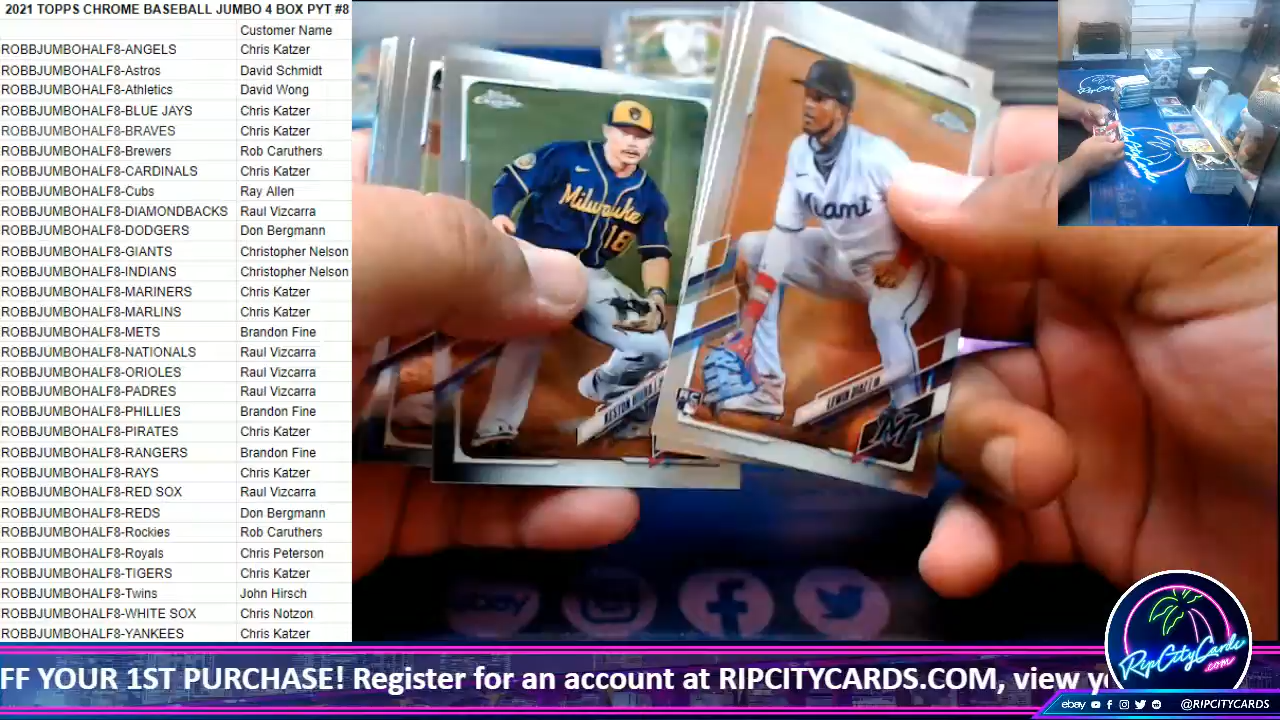 2021 TOPPS CHROME BASEBALL JUMBO 4 BOX PYT #8
Customer Name
ROBBJUMBOHALF8-ANGELS Chris Katzer
ROBBJUMBOHALF8-Astros David Schmidt
ROBBJUMBOHALF8-Athletics David Wong
ROBBJUMBOHALF8-BLUE JAYS Chris Katzer
ROBBJUMBOHALF8-BRAVES Chris Katzer
ROBBJUMBOHALF8-Brewers Rob Caruthers
ROBBJUMBOHALF8-CARDINALS Chris Katzer
ROBBJUMBOHALF8-Cubs Ray Allen
ROBBJUMBOHALF8-DIAMONDBACKS Raul Vizcarra
ROBBJUMBOHALF8-DODGERS Don Bergmann
ROBBJUMBOHALF8-GIANTS Christopher Nelson
ROBBJUMBOHALF8-INDIANS Christopher Nelson
ROBBJUMBOHALF8-MARINERS Chris Katzer
ROBBJUMBOHALF8-MARLINS Chris Katzer
ROBBJUMBOHALF8-METS Brandon Fine
ROBBJUMBOHALF8-NATIONALS Raul Vizcarra
ROBBJUMBOHALF8-ORIOLES Raul Vizcarra
ROBBJUMBOHALF8-PADRES Raul Vizcarra
ROBBJUMBOHALF8-PHILLIES Brandon Fine
ROBBJUMBOHALF8-PIRATES Chris Katzer
ROBBJUMBOHALF8-RANGERS Brandon Fine
ROBBJUMBOHALF8-RAYS Chris Katzer
ROBBJUMBOHALF8-RED SOX Raul Vizcarra
ROBBJUMBOHALF8-REDS Don Bergmann
ROBBJUMBOHALF8-Rockies Rob Caruthers
ROBBJUMBOHALF8-Royals Chris Peterson
ROBBJUMBOHALF8-TIGERS Chris Katzer
ROBBJUMBOHALF8-Twins John Hirsch
ROBBJUMBOHALF8-WHITE SOX Chris Notzon
ROBBJUMBOHALF8-YANKEES Chris Katzer
Milwaukee
18
Miami
RC
M
ebay
RipCityCards
.com
FF YOUR 1ST PURCHASE! Register for an account at RIPCITYCARDS.COM, view
ebay @RIPCITYCARDS